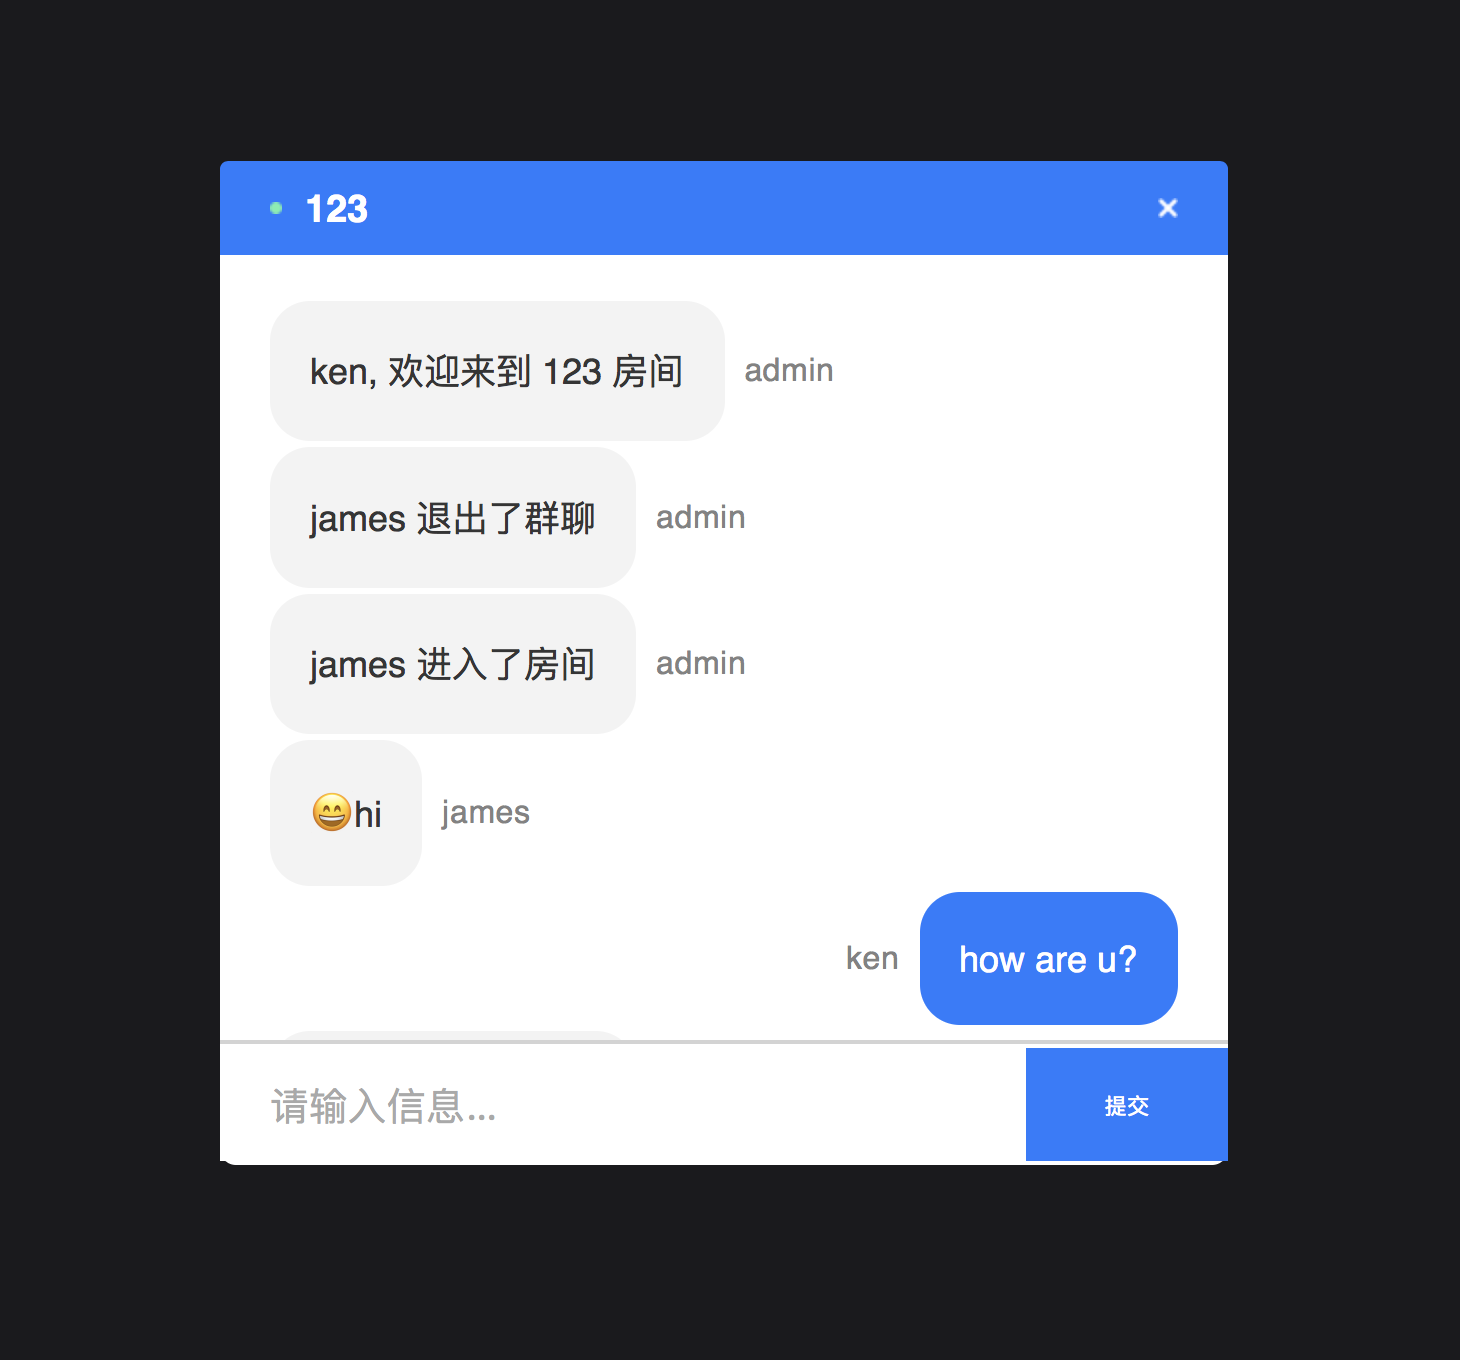 123
ken, 欢迎来到 123 房间 admin
james 退出了群聊 admin
james 进入了房间 admin
😄hi james
ken how are u?
请输入信息... 提交